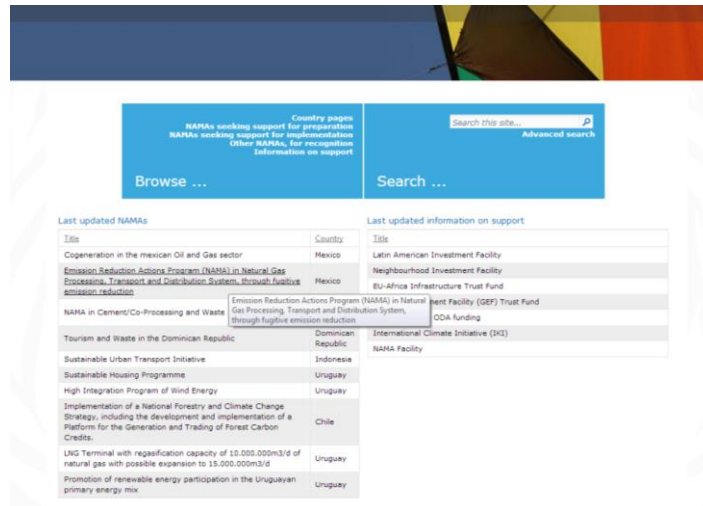 Country pages
NAMAs seeking support for preparation
NAMAs seeking support for implementation
Other NAMAs, for recognition
Information on support
Browse ...
Search this site...
Advanced search
Search ...
Last updated NAMAs
Title Country
Cogeneration in the mexican Oil and Gas sector Mexico
Emission Reduction Actions Program (NAMA) in Natural Gas
Processing, Transport and Distribution System, through fugitive
emission reduction
Mexico
Emission Reduction Actions Program (NAMA) in Natural
Gas Processing, Transport and Distribution System,
through fugitive emission reduction
NAMA in Cement/Co-Processing and Waste
Tourism and Waste in the Dominican Republic
Dominican
Republic
Sustainable Urban Transport Initiative Indonesia
Sustainable Housing Programme Uruguay
High Integration Program of Wind Energy Uruguay
Implementation of a National Forestry and Climate Change
Strategy, including the development and implementation of a
Platform for the Generation and Trading of Forest Carbon
Credits.
Chile
LNG Terminal with regasification capacity of 10.000.000m3/d of
natural gas with possible expansion to 15.000.000m3/d
Uruguay
Promotion of renewable energy participation in the Uruguayan
primary energy mix
Uruguay
Last updated information on support
Title
Latin American Investment Facility
Neighbourhood Investment Facility
EU-Africa Infrastructure Trust Fund
Facility (GEF) Trust Fund
ODA funding
International Climate Initiative (IKI)
NAMA Facility